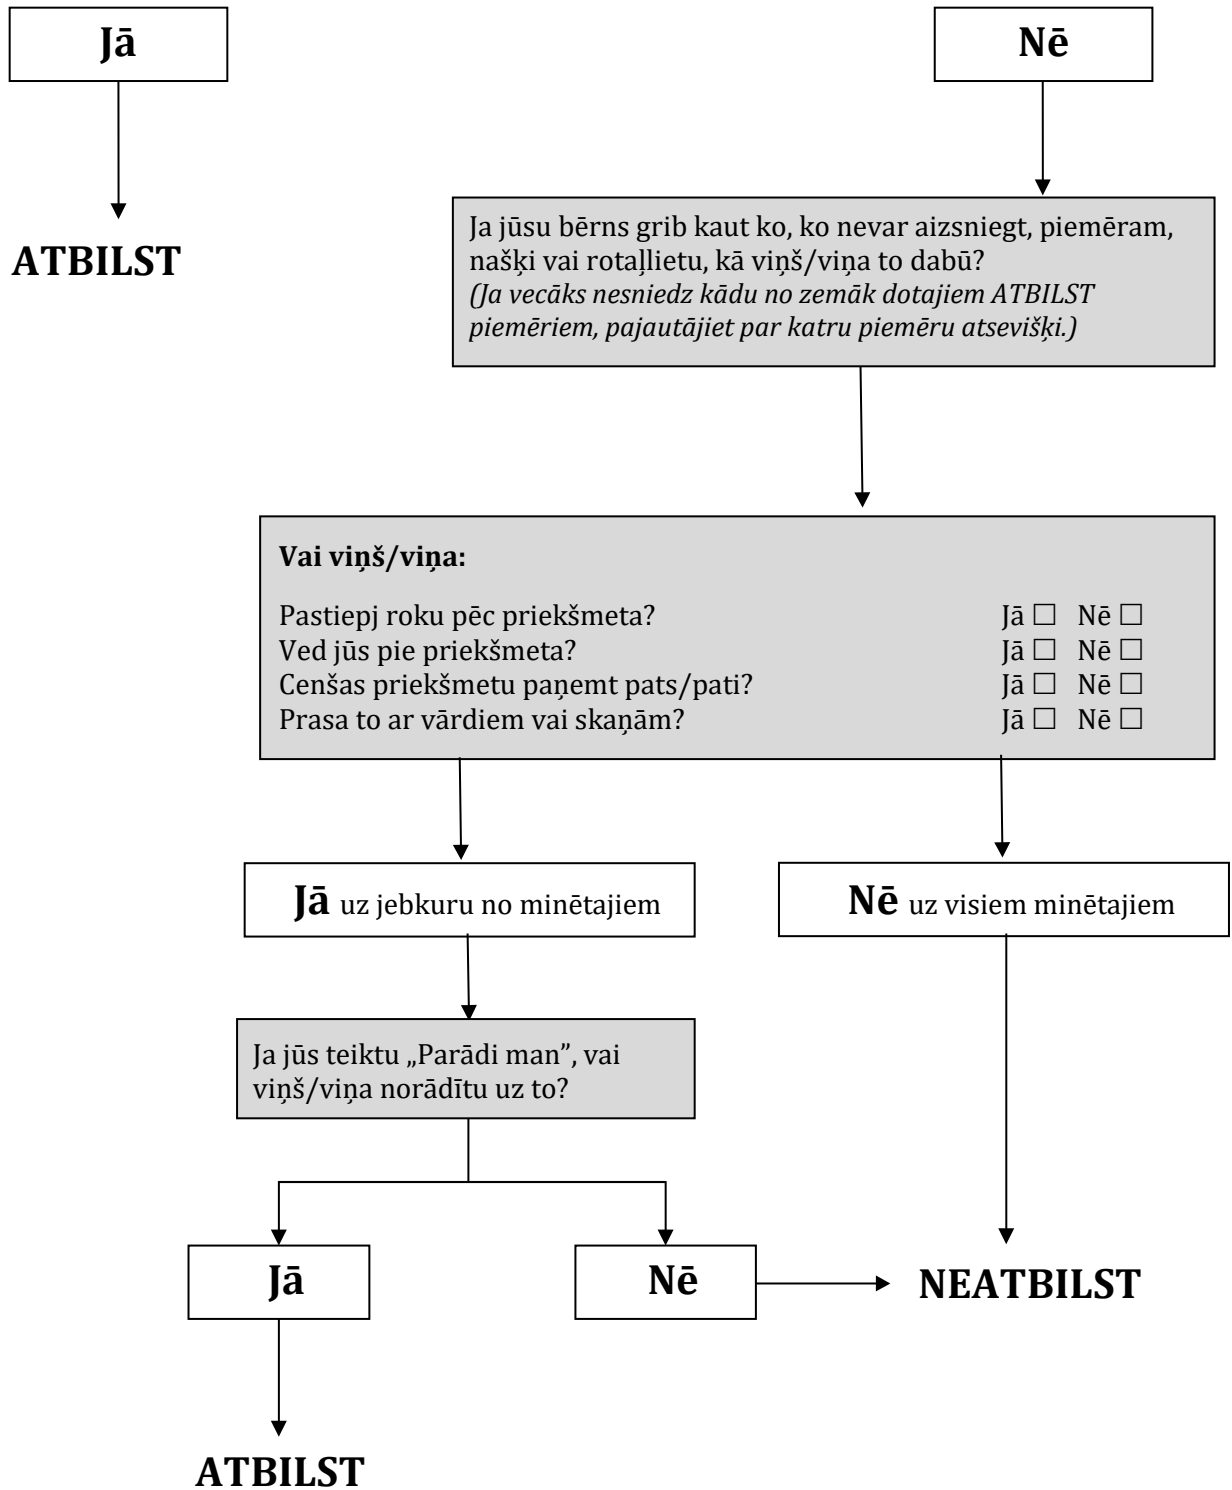 Jā
Nē
ATBILST
Ja jūsu bērns grib kaut ko, ko nevar aizsniegt, piemēram,
našķi vai rotaļlietu, kā viņš/viņa to dabū?
(Ja vecāks nesniedz kādu no zemāk dotajiem ATBILST
piemēriem, pajautājiet par katru piemēru atsevišķi.)
Vai viņš/viņa:
Pastiepj roku pēc priekšmeta? Jā ☐ Nē ☐
Ved jūs pie priekšmeta? Jā ☐ Nē ☐
Cenšas priekšmetu paņemt pats/pati? Jā ☐ Nē ☐
Prasa to ar vārdiem vai skaņām? Jā ☐ Nē ☐
Jā uz jebkuru no minētajiem
Nē uz visiem minētajiem
Ja jūs teiktu „Parādi man”, vai
viņš/viņa norādītu uz to?
Jā
Nē
NEATBILST
ATBILST